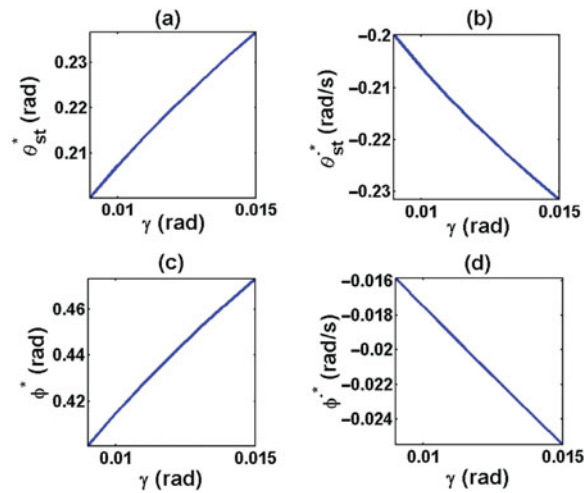 (a)
θ*st (rad)
0.23
0.22
0.21
0.01
0.015
γ (rad)
(b)
θ̇*st (rad/s)
−0.2
−0.21
−0.22
−0.23
0.01
0.015
γ (rad)
(c)
ϕ* (rad)
0.46
0.44
0.42
0.01
0.015
γ (rad)
(d)
ϕ̇* (rad/s)
−0.016
−0.018
−0.02
−0.022
−0.024
0.01
0.015
γ (rad)